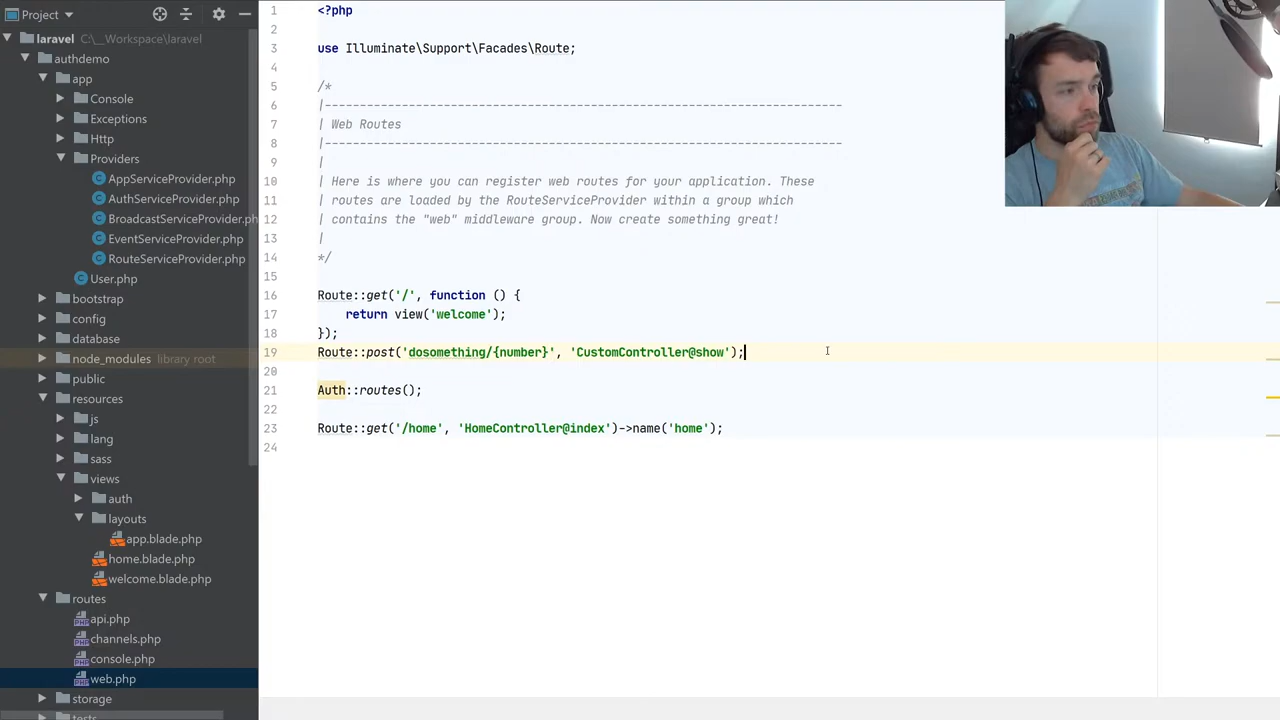 Project
laravel C:\__Workspace\laravel
authdemo
app
Console
Exceptions
Http
Providers
AppServiceProvider.php
AuthServiceProvider.php
BroadcastServiceProvider.ph
EventServiceProvider.php
RouteServiceProvider.php
User.php
bootstrap
config
database
node_modules library root
public
resources
js
lang
sass
views
auth
layouts
app.blade.php
home.blade.php
welcome.blade.php
routes
api.php
channels.php
console.php
web.php
storage
tests
1 <?php
2
3 use Illuminate\Support\Facades\Route;
4
5 /*
6 |--------------------------------------------------------------------------
7 | Web Routes
8 |--------------------------------------------------------------------------
9 |
10 | Here is where you can register web routes for your application. These
11 | routes are loaded by the RouteServiceProvider within a group which
12 | contains the "web" middleware group. Now create something great!
13 |
14 */
15
16 Route::get('/', function () {
17 return view('welcome');
18 });
19 Route::post('dosomething/{number}', 'CustomController@show');
20
21 Auth::routes();
22
23 Route::get('/home', 'HomeController@index')->name('home');
24